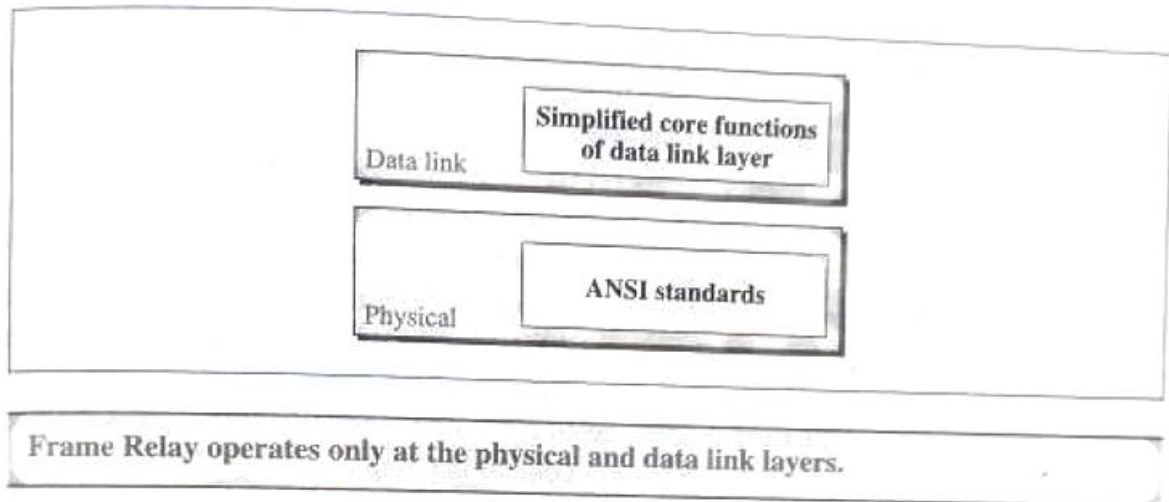 Simplified core functions
of data link layer
Data link
ANSI standards
Physical
Frame Relay operates only at the physical and data link layers.